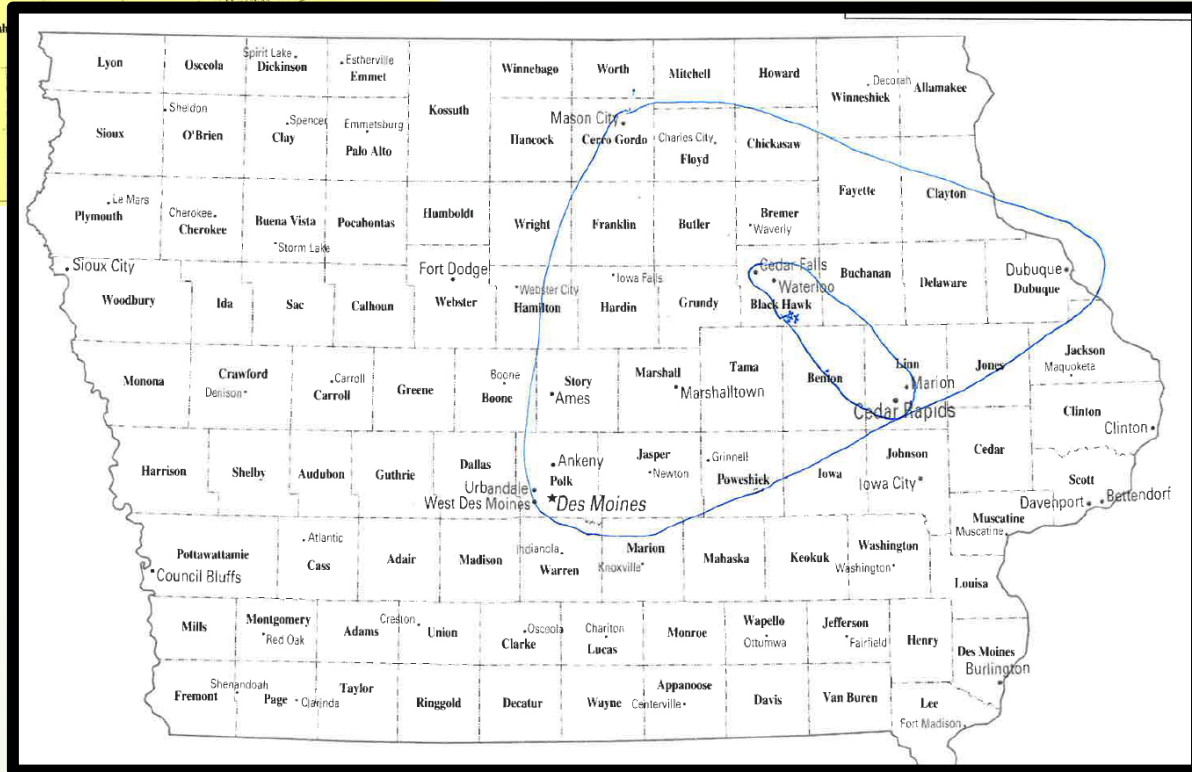 Spirit Lake
Estherville
Lyon
Osceola
Dickinson
Emmet
Winnebago
Worth
Mitchell
Howard
Decorah
Winneshiek
Allamakee
Kossuth
Sheldon
Spencer
Emmetsburg
Mason City
Sioux
O'Brien
Clay
Palo Alto
Hancock
Cerro Gordo
Charles City
Floyd
Chickasaw
Le Mars
Plymouth
Cherokee
Cherokee
Buena Vista
Storm Lake
Pocahontas
Humboldt
Wright
Franklin
Butler
Bremer
Waverly
Fayette
Clayton
Sioux City
Woodbury
Ida
Sac
Calhoun
Fort Dodge
Webster
Webster City
Hamilton
Iowa Falls
Hardin
Grundy
Cedar Falls
Waterloo
Black Hawk
Buchanan
Delaware
Dubuque
Dubuque
Monona
Crawford
Denison
Carroll
Carroll
Greene
Boone
Boone
Story
Ames
Marshall
Marshalltown
Tama
Benton
Linn
Marion
Cedar Rapids
Jones
Jackson
Maquoketa
Clinton
Clinton
Harrison
Shelby
Audubon
Guthrie
Dallas
Ankeny
Polk
Urbandale
West Des Moines
Des Moines
Jasper
Newton
Grinnell
Poweshiek
Iowa
Johnson
Iowa City
Cedar
Scott
Davenport
Bettendorf
Muscatine
Muscatine
Pottawattamie
Council Bluffs
Atlantic
Cass
Adair
Madison
Indianola
Warren
Marion
Knoxville
Mahaska
Keokuk
Washington
Washington
Louisa
Mills
Montgomery
Red Oak
Adams
Creston
Union
Osceola
Clarke
Chariton
Lucas
Monroe
Wapello
Ottumwa
Jefferson
Fairfield
Henry
Des Moines
Burlington
Fremont
Shenandoah
Page
Clarinda
Taylor
Ringgold
Decatur
Wayne
Appanoose
Centerville
Davis
Van Buren
Lee
Fort Madison